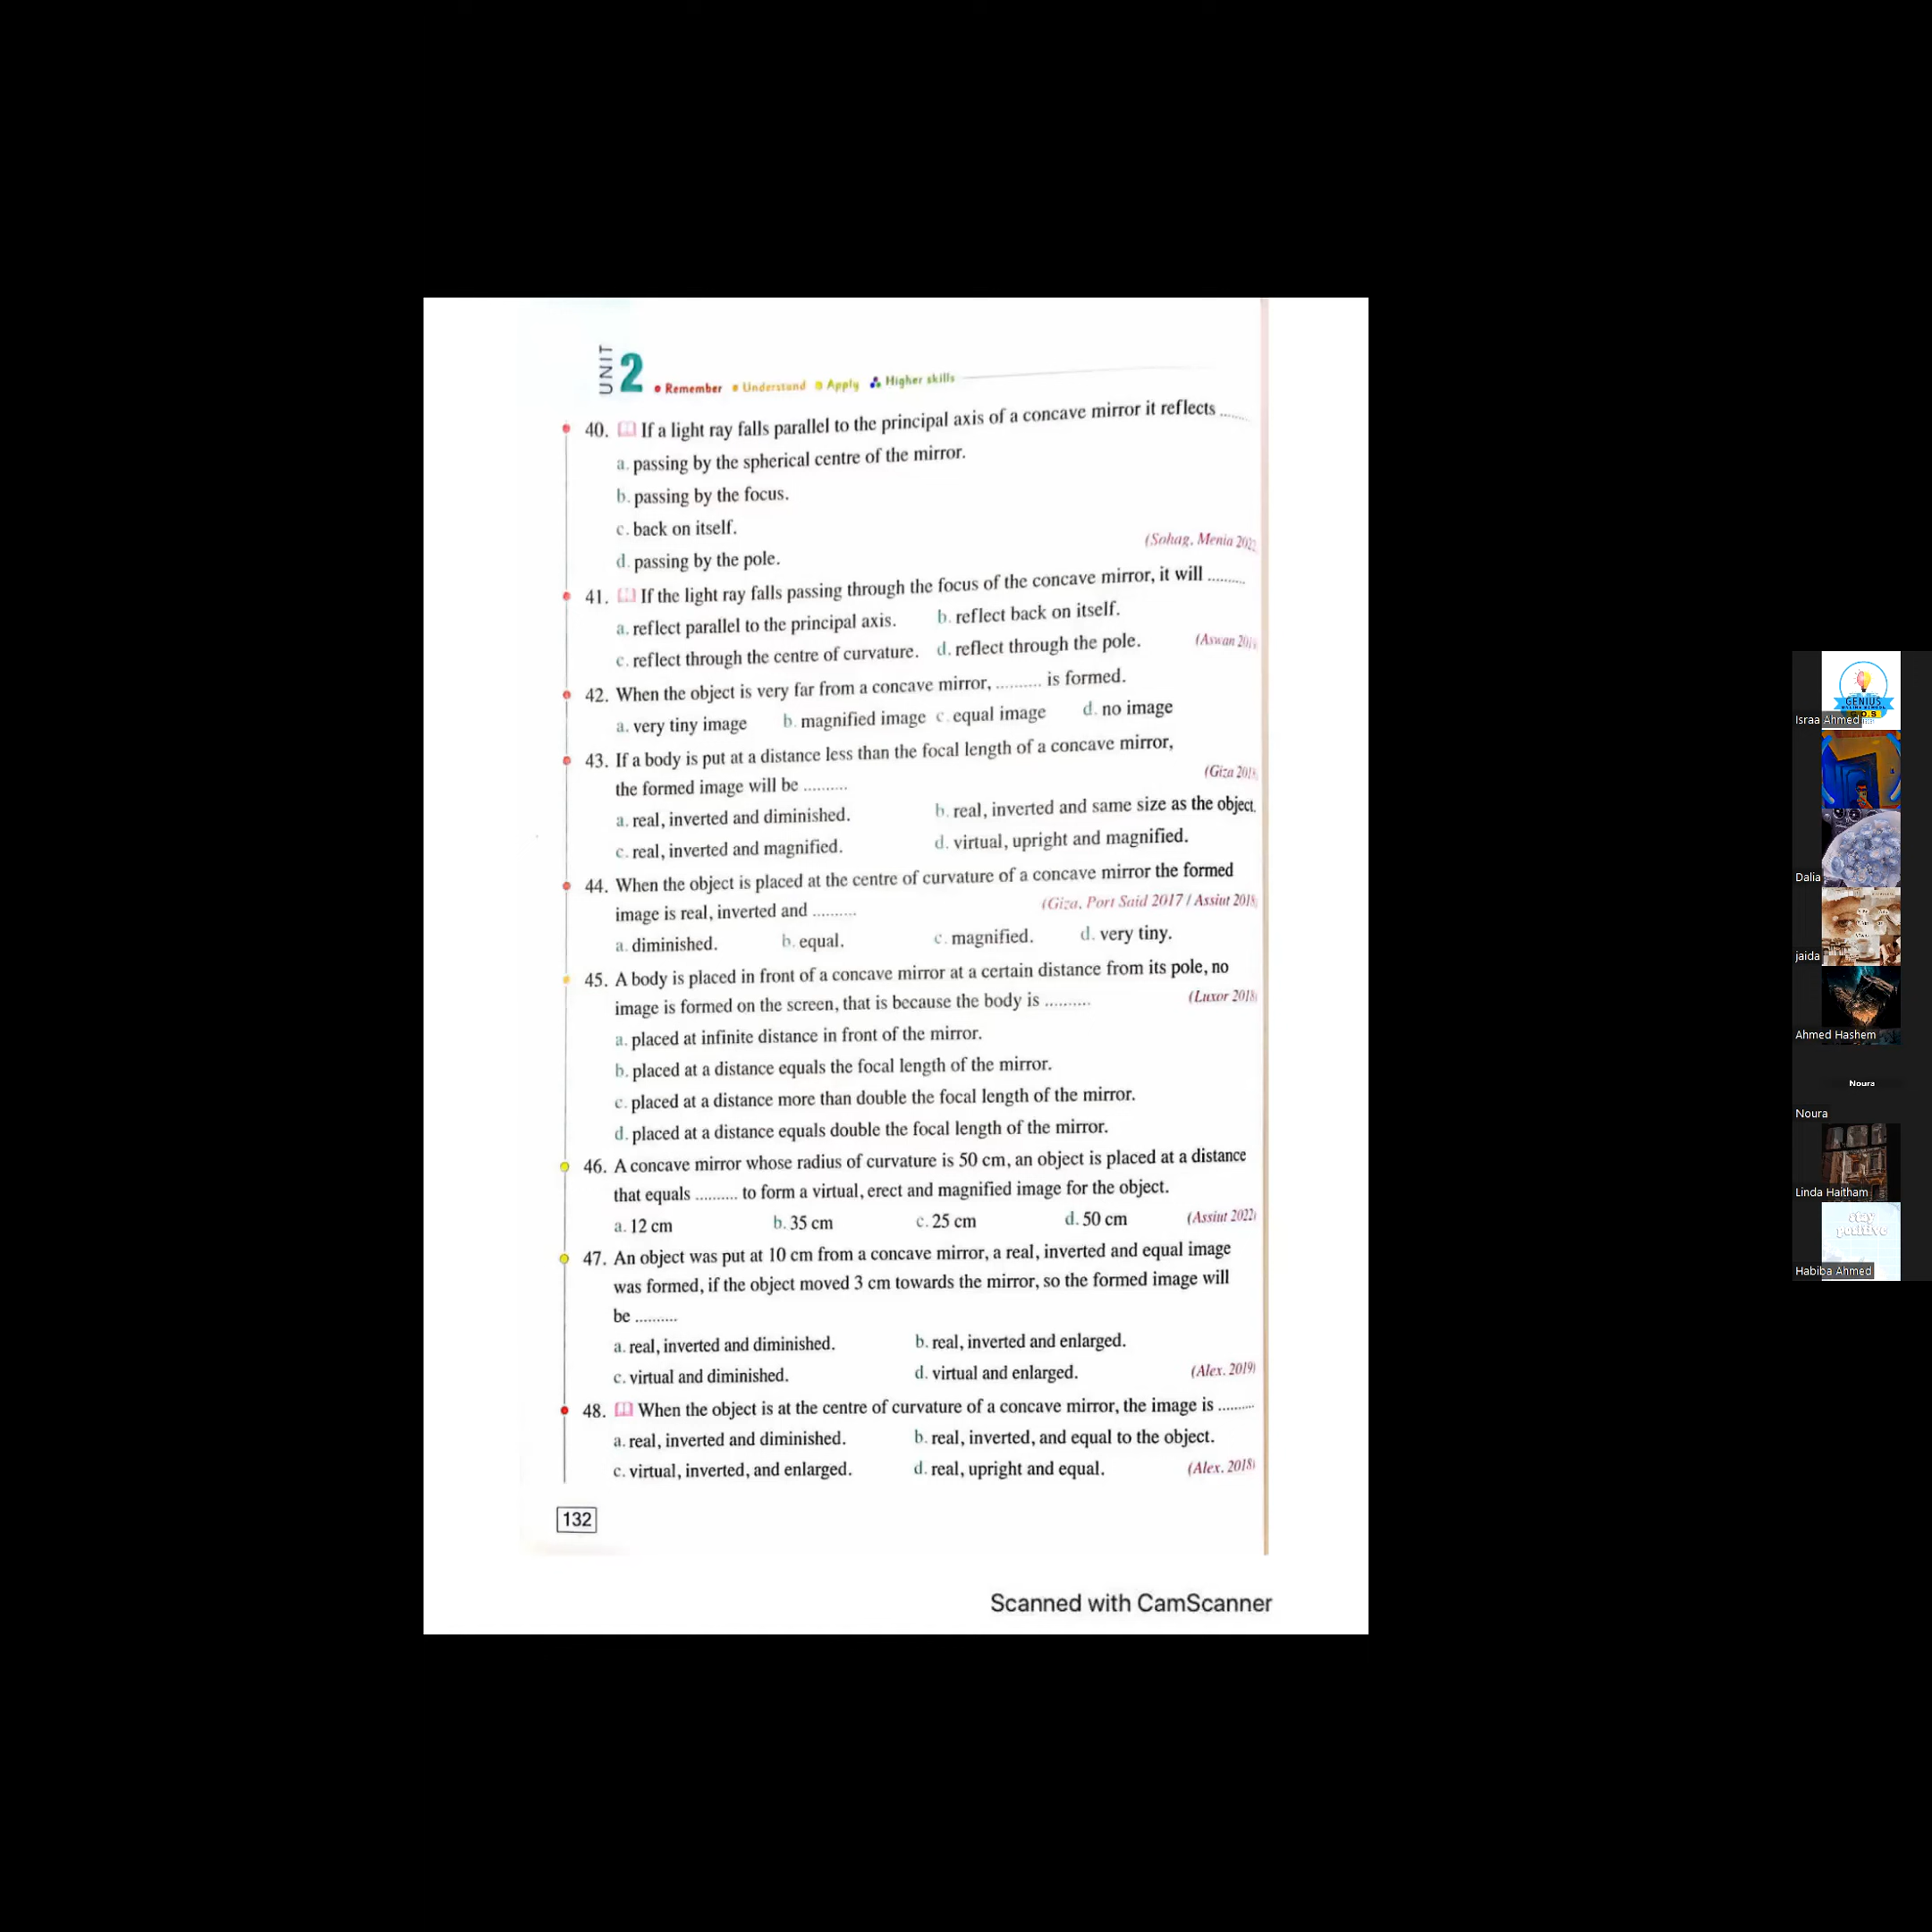 UNIT
2
Remember Understand Apply Higher skills
40. If a light ray falls parallel to the principal axis of a concave mirror it reflects ........
a. passing by the spherical centre of the mirror.
b. passing by the focus.
c. back on itself.
d. passing by the pole. (Sohag, Menia 2022
41. If the light ray falls passing through the focus of the concave mirror, it will .........
a. reflect parallel to the principal axis. b. reflect back on itself.
c. reflect through the centre of curvature. d. reflect through the pole. (Aswan
42. When the object is very far from a concave mirror, .......... is formed.
a. very tiny image b. magnified image c. equal image d. no image
43. If a body is put at a distance less than the focal length of a concave mirror,
the formed image will be .......... (Giza 2018)
a. real, inverted and diminished. b. real, inverted and same size as the object.
c. real, inverted and magnified. d. virtual, upright and magnified.
44. When the object is placed at the centre of curvature of a concave mirror the formed
image is real, inverted and .......... (Giza, Port Said 2017 / Assiut 2018)
a. diminished. b. equal. c. magnified. d. very tiny.
45. A body is placed in front of a concave mirror at a certain distance from its pole, no
image is formed on the screen, that is because the body is .......... (Luxor 2018)
a. placed at infinite distance in front of the mirror.
b. placed at a distance equals the focal length of the mirror.
c. placed at a distance more than double the focal length of the mirror.
d. placed at a distance equals double the focal length of the mirror.
46. A concave mirror whose radius of curvature is 50 cm, an object is placed at a distance
that equals .......... to form a virtual, erect and magnified image for the object.
a. 12 cm b. 35 cm c. 25 cm d. 50 cm (Assiut 2022)
47. An object was put at 10 cm from a concave mirror, a real, inverted and equal image
was formed, if the object moved 3 cm towards the mirror, so the formed image will
be ..........
a. real, inverted and diminished. b. real, inverted and enlarged.
c. virtual and diminished. d. virtual and enlarged. (Alex. 2019)
48. When the object is at the centre of curvature of a concave mirror, the image is .........
a. real, inverted and diminished. b. real, inverted, and equal to the object.
c. virtual, inverted, and enlarged. d. real, upright and equal. (Alex. 2018)
132
Scanned with CamScanner
GENIUS
Israa Ahmed
Dalia
jaida
Ahmed Hashem
Noura
Noura
Linda Haitham
stay
positive
Habiba Ahmed